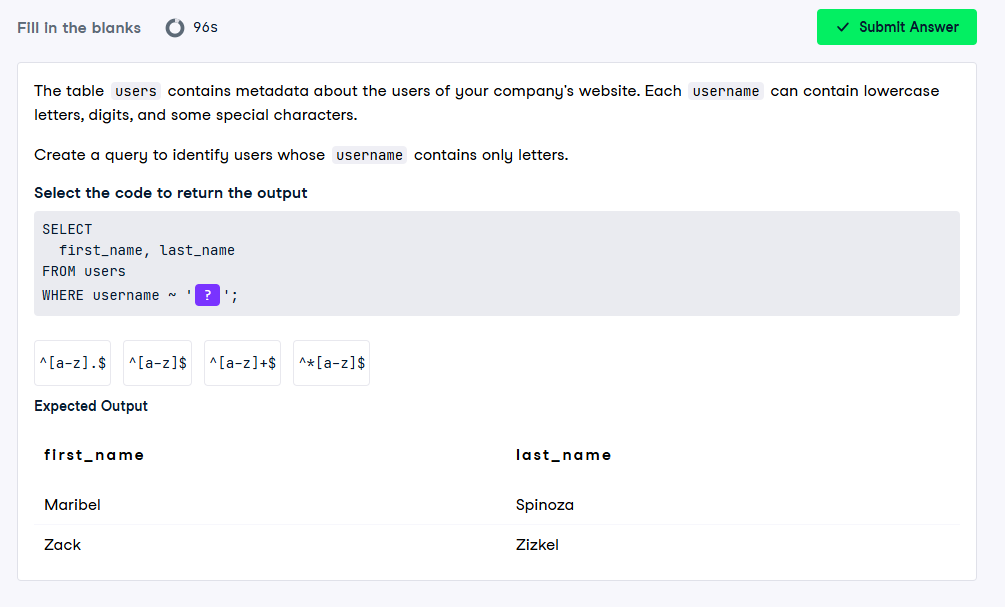 Fill in the blanks 96s Submit Answer
The table users contains metadata about the users of your company's website. Each username can contain lowercase
letters, digits, and some special characters.
Create a query to identify users whose username contains only letters.
Select the code to return the output
SELECT
  first_name, last_name
FROM users
WHERE username ~ '?';
^[a-z].$ ^[a-z]$ ^[a-z]+$ ^*[a-z]$
Expected Output
first_name last_name
Maribel Spinoza
Zack Zizkel